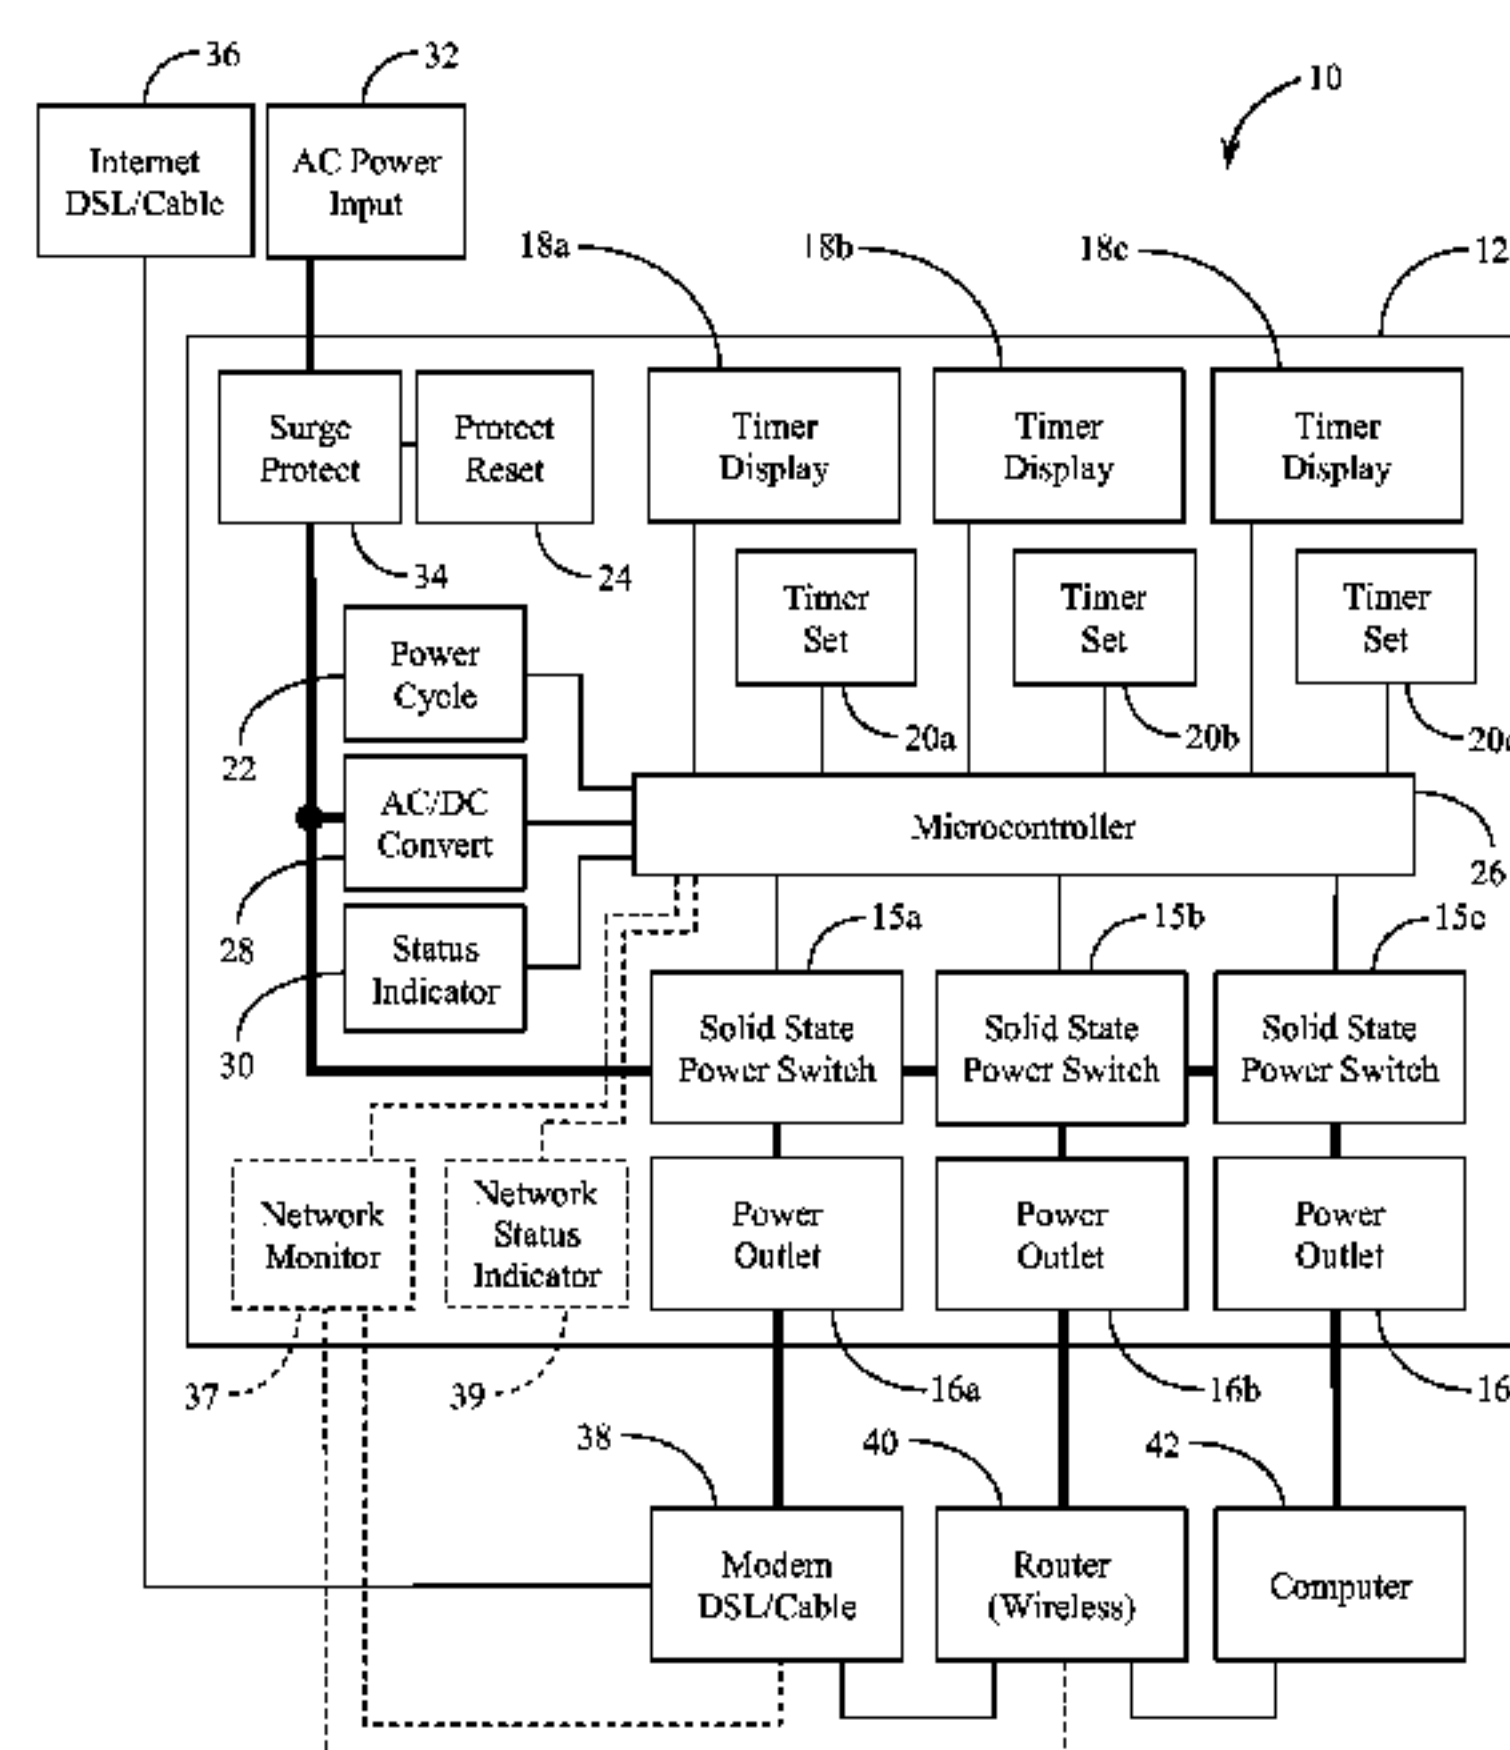 36
32
10
Internet
DSL/Cable
AC Power
Input
18a
18b
18c
12
Surge
Protect
Protect
Reset
Timer
Display
Timer
Display
Timer
Display
34
24
Timer
Set
Timer
Set
Timer
Set
Power
Cycle
20a
20b
22
AC/DC
Convert
Microcontroller
26
28
15a
15b
15c
Status
Indicator
30
Solid State
Power Switch
Solid State
Power Switch
Solid State
Power Switch
Network
Monitor
Network
Status
Indicator
Power
Outlet
Power
Outlet
Power
Outlet
37
39
16a
16b
16
38
40
42
Modem
DSL/Cable
Router
(Wireless)
Computer